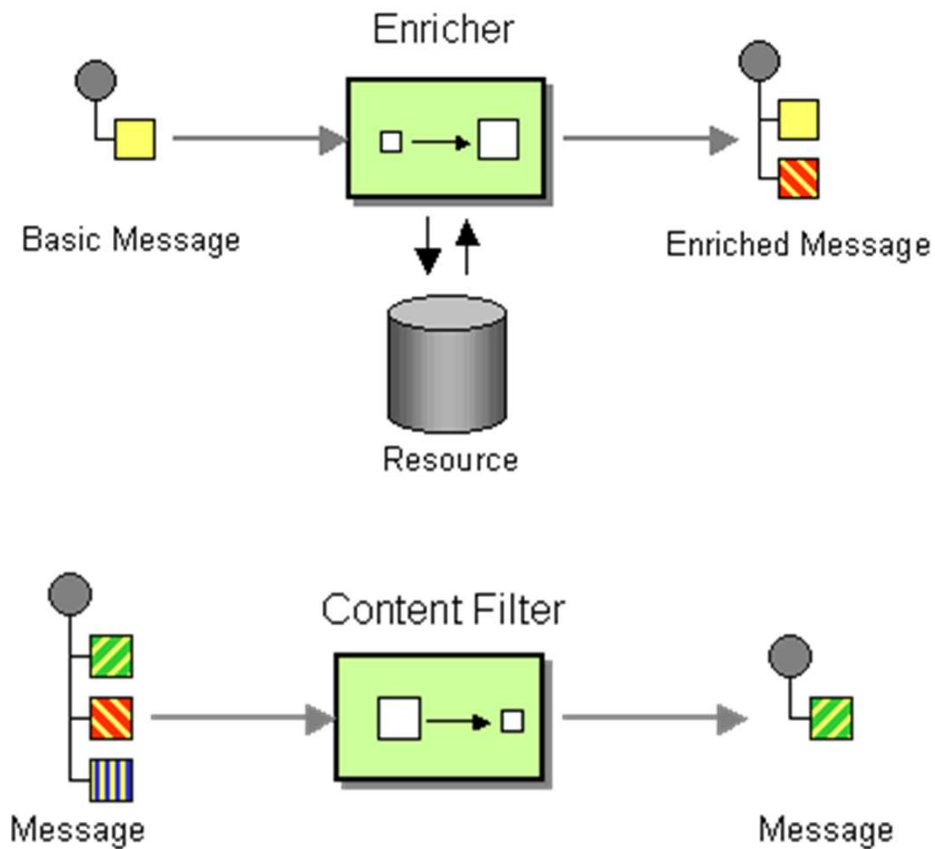 Enricher
Basic Message
Enriched Message
Resource
Content Filter
Message
Message